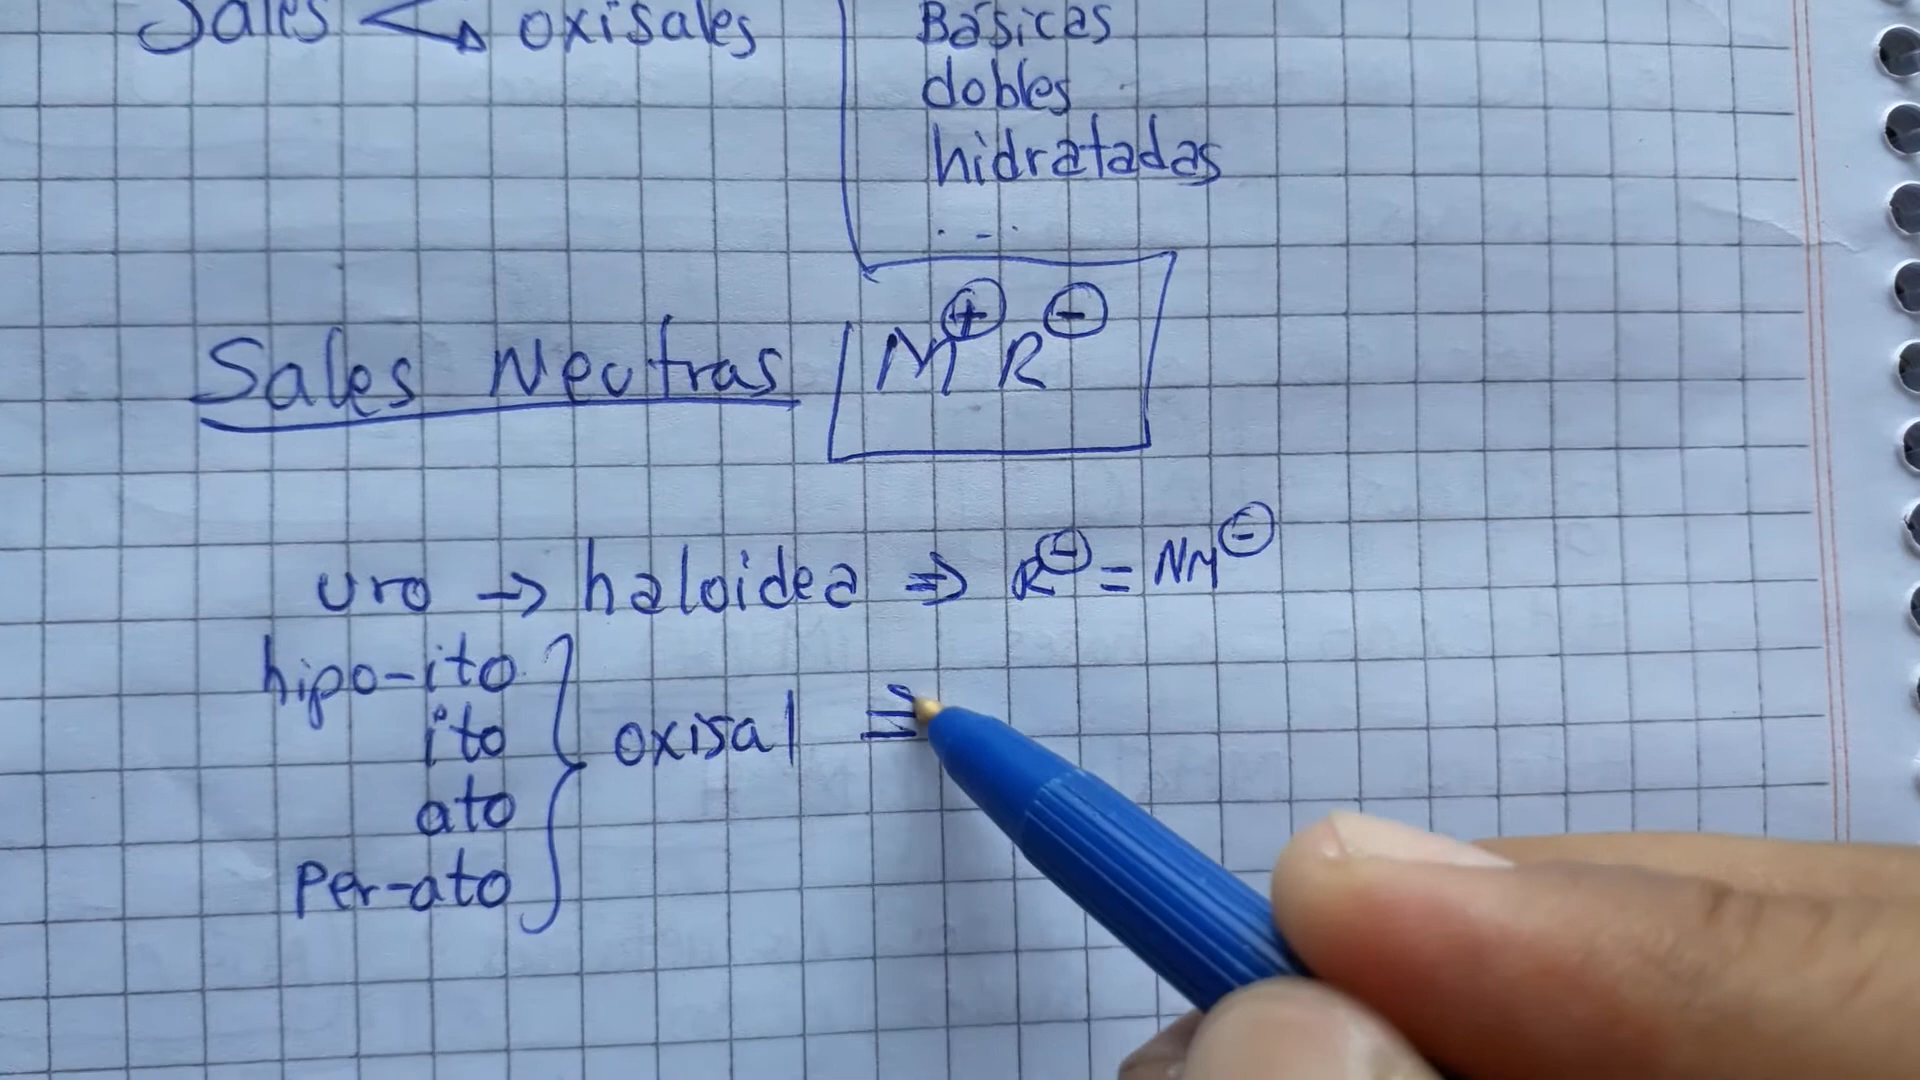 Sales oxisales
Básicas
dobles
hidratadas
...
Sales Neutras M⊕ R⊖
uro → haloidea ⇒ R⊖ = NM⊖
hipo-ito
ito
oxisal ⇒
ato
Per-ato